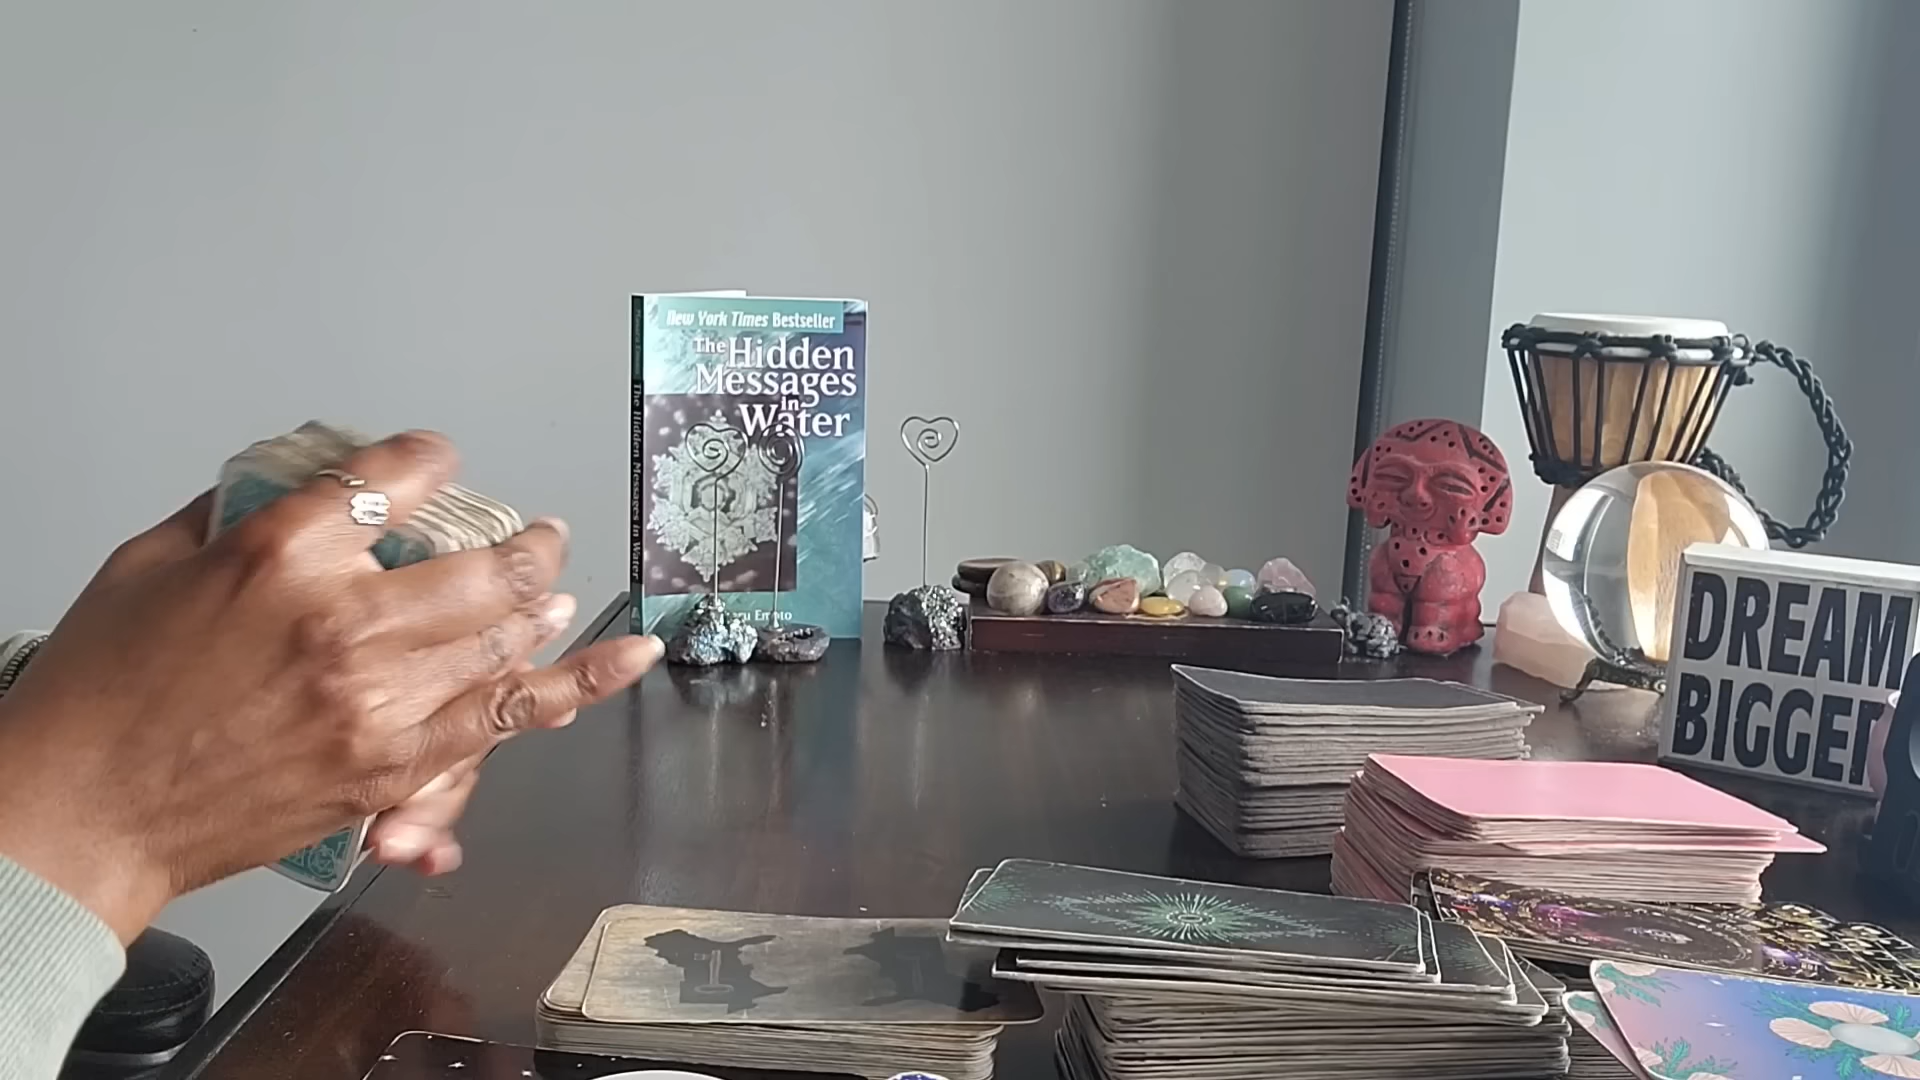 New York Times Bestseller
The Hidden
Messages
in
Water
The Hidden Messages in Water
DREAM
BIGGER